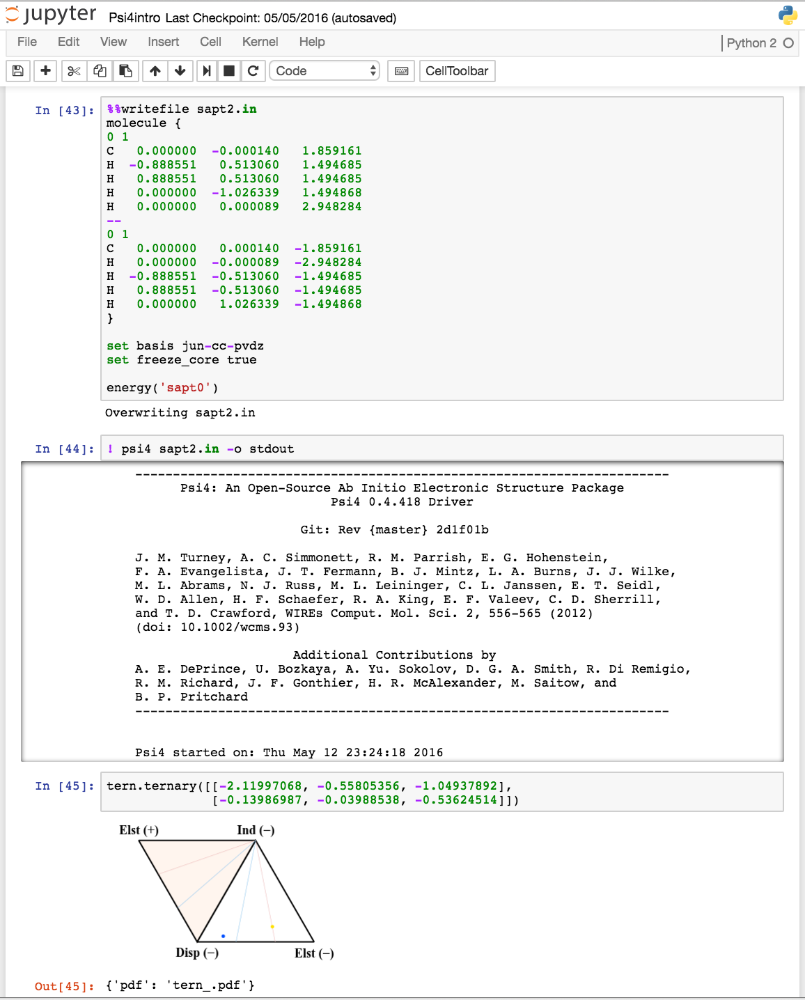 jupyter Psi4intro Last Checkpoint: 05/05/2016 (autosaved)
File Edit View Insert Cell Kernel Help Python 2
Code CellToolbar
In [43]: %%writefile sapt2.in
molecule {
0 1
C 0.000000 -0.000140 1.859161
H -0.888551 0.513060 1.494685
H 0.888551 0.513060 1.494685
H 0.000000 -1.026339 1.494868
H 0.000000 0.000089 2.948284
--
0 1
C 0.000000 0.000140 -1.859161
H 0.000000 -0.000089 -2.948284
H -0.888551 -0.513060 -1.494685
H 0.888551 -0.513060 -1.494685
H 0.000000 1.026339 -1.494868
}
set basis jun-cc-pvdz
set freeze_core true
energy('sapt0')
Overwriting sapt2.in
In [44]: ! psi4 sapt2.in -o stdout
-----------------------------------------------------------------------
Psi4: An Open-Source Ab Initio Electronic Structure Package
Psi4 0.4.418 Driver
Git: Rev {master} 2d1f01b
J. M. Turney, A. C. Simmonett, R. M. Parrish, E. G. Hohenstein,
F. A. Evangelista, J. T. Fermann, B. J. Mintz, L. A. Burns, J. J. Wilke,
M. L. Abrams, N. J. Russ, M. L. Leininger, C. L. Janssen, E. T. Seidl,
W. D. Allen, H. F. Schaefer, R. A. King, E. F. Valeev, C. D. Sherrill,
and T. D. Crawford, WIREs Comput. Mol. Sci. 2, 556-565 (2012)
(doi: 10.1002/wcms.93)
Additional Contributions by
A. E. DePrince, U. Bozkaya, A. Yu. Sokolov, D. G. A. Smith, R. Di Remigio,
R. M. Richard, J. F. Gonthier, H. R. McAlexander, M. Saitow, and
B. P. Pritchard
-----------------------------------------------------------------------
Psi4 started on: Thu May 12 23:24:18 2016
In [45]: tern.ternary([[-2.11997068, -0.55805356, -1.04937892],
[-0.13986987, -0.03988538, -0.53624514]])
Elst (+) Ind (−)
Disp (−) Elst (−)
Out[45]: {'pdf': 'tern_.pdf'}